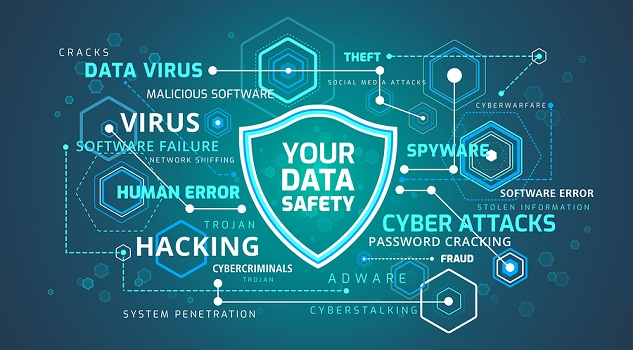 CRACKS
THEFT
DATA VIRUS
SOCIAL MEDIA ATTACKS
MALICIOUS SOFTWARE
CYBERWARFARE
VIRUS
SOFTWARE FAILURE
SPYWARE
NETWORK SHIFFING
YOUR
DATA
SAFETY
HUMAN ERROR
SOFTWARE ERROR
STOLEN INFORMATION
TROJAN
CYBER ATTACKS
HACKING
PASSWORD CRACKING
FRAUD
CYBERCRIMINALS
TROJAN
ADWARE
SYSTEM PENETRATION
CYBERSTALKING